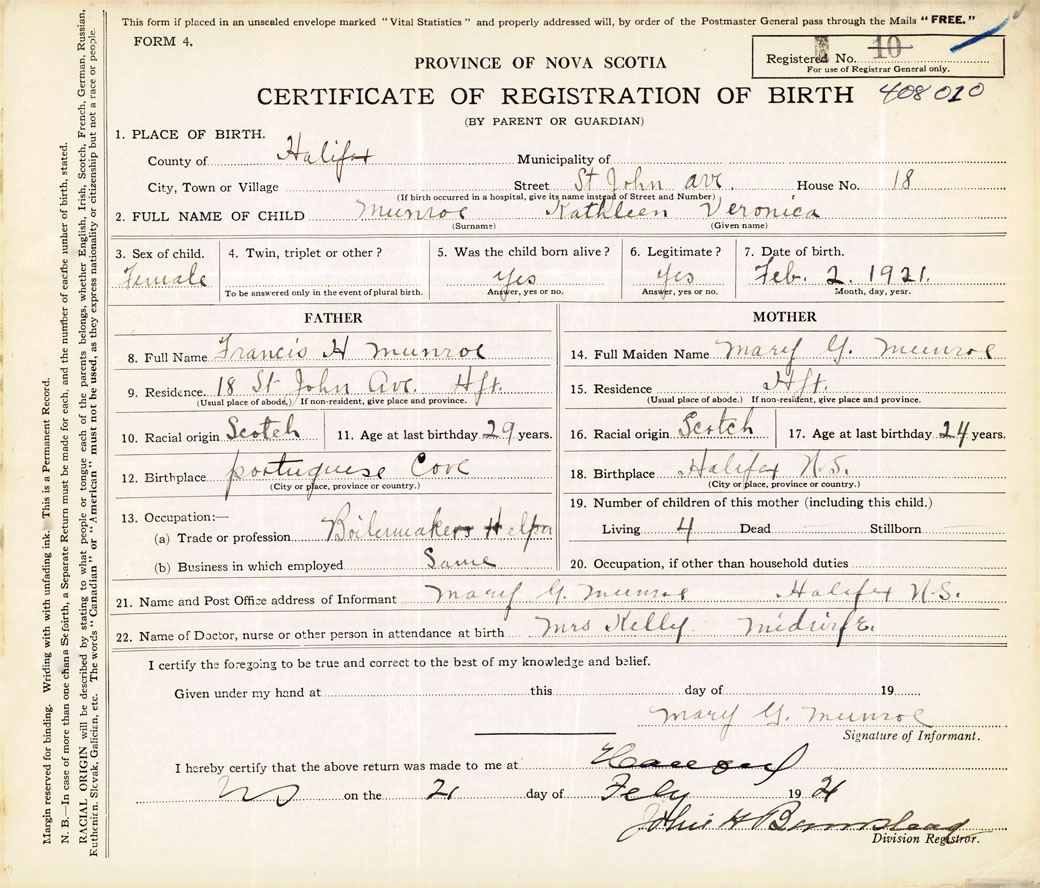 This form if placed in an unsealed envelope marked "Vital Statistics" and properly addressed will, by order of the Postmaster General pass through the Mails "FREE."
FORM 4.
Registered No. 10
For use of Registrar General only.
PROVINCE OF NOVA SCOTIA
CERTIFICATE OF REGISTRATION OF BIRTH 408010
(BY PARENT OR GUARDIAN)
1. PLACE OF BIRTH.
County of Halifax Municipality of
City, Town or Village Street St John ave. House No. 18
(If birth occurred in a hospital, give its name instead of Street and Number)
2. FULL NAME OF CHILD Munroe Kathleen Veronica
(Surname) (Given name)
3. Sex of child. 4. Twin, triplet or other? 5. Was the child born alive? 6. Legitimate? 7. Date of birth.
Female Yes Yes Feb. 2. 1921.
To be answered only in the event of plural birth. Answer, yes or no. Answer, yes or no. Month, day, year.
FATHER
8. Full Name Francis H Munroe
9. Residence. 18 St John Ave. Hfx.
(Usual place of abode.) If non-resident, give place and province.
10. Racial origin Scotch 11. Age at last birthday 29 years.
12. Birthplace portuguese Cove
(City or place, province or country.)
13. Occupation:—
(a) Trade or profession Boilermakers Helper
(b) Business in which employed Same
MOTHER
14. Full Maiden Name Mary G. Munroe
15. Residence Hfx.
(Usual place of abode.) If non-resident, give place and province.
16. Racial origin Scotch 17. Age at last birthday 24 years.
18. Birthplace Halifax N.S.
(City or place, province or country.)
19. Number of children of this mother (including this child.)
Living 4 Dead Stillborn
20. Occupation, if other than household duties
21. Name and Post Office address of Informant Mary G. Munroe Halifax N.S.
22. Name of Doctor, nurse or other person in attendance at birth Mrs Kelly Midwife.
I certify the foregoing to be true and correct to the best of my knowledge and belief.
Given under my hand at this day of 19
Mary G. Munroe
Signature of Informant.
I hereby certify that the above return was made to me at
NS on the 21 day of Feby 1921
John H
Division Registrar.
Margin reserved for binding. Wriding with with unfading ink. This is a Permanent Record.
N. B.—In case of more than one chana Sefoirth, a Separate Return must be made for each, and the number of eacfbe number of birth, stated.
RACIAL ORIGIN will be described by stating to what people or tongue each of the parents belongs, whether English, Irish, Scotch, French, German, Russian,
Ruthenian, Slovak, Galician, etc. The words "Canadian" or "American" must not be used, as they express nationality or citizenship but not a race or people.